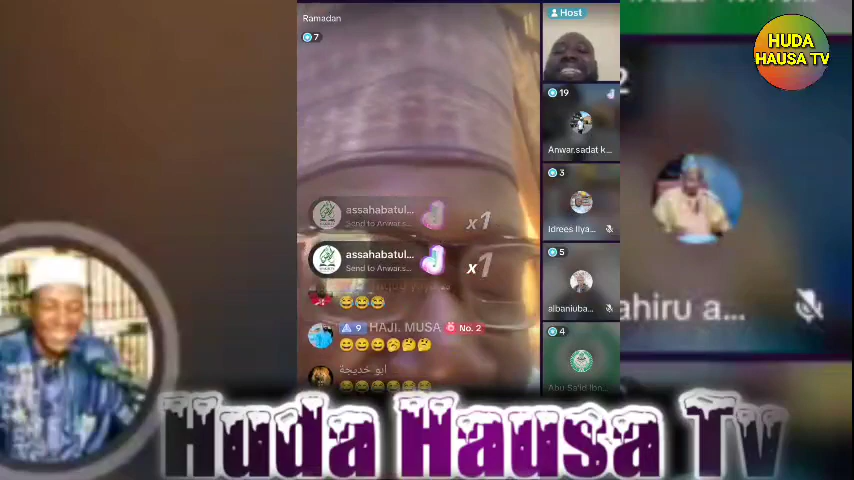 Ramadan
7
Host
HUDA
HAUSA TV
19
Anwar.sadat k...
3
Idrees Ilya...
5
albaniuba...
4
Abu Sa'id Ibn...
assahabatul...
Send to Anwar.s...
x1
assahabatul...
Send to Anwar.s...
x1
😂😂😂
9 HAJI. MUSA No. 2
😄😄😄🤔🤔
ابو خديجة
😂😂😂😂😂😂
ahiru a...
Huda Hausa Tv